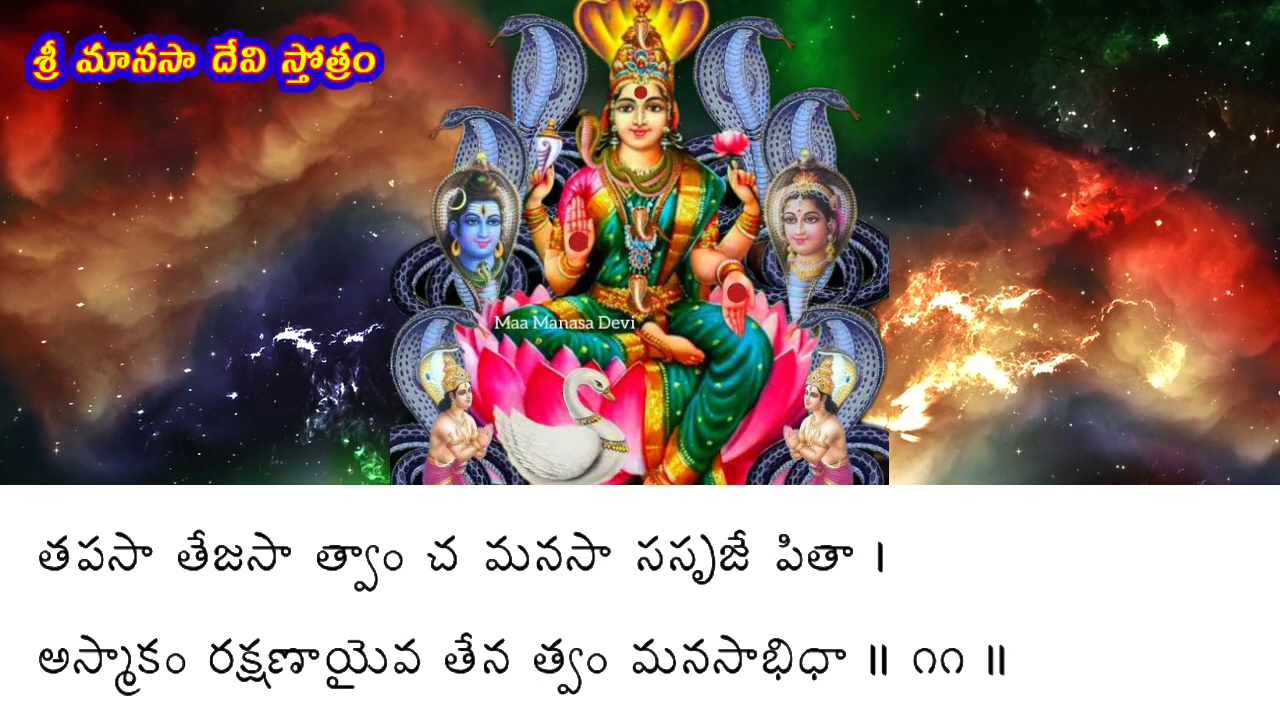 శ్రీ మానసా దేవి స్తోత్రం
Maa Manasa Devi
తపసా తేజసా త్వాం చ మనసా ససృజే పితా ।
అస్మాకం రక్షణాయైవ తేన త్వం మనసాభిధా ॥ ౧౧ ॥